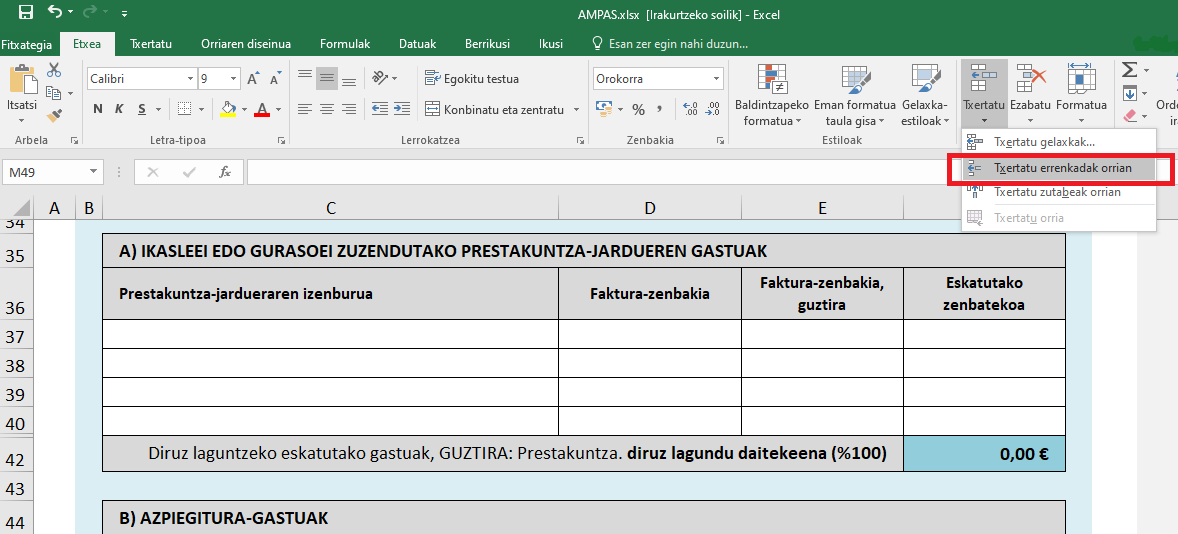 AMPAS.xlsx [Irakurtzeko soilik] - Excel
Fitxategia Etxea Txertatu Orriaren diseinua Formulak Datuak Berrikusi Ikusi Esan zer egin nahi duzun...
Itsatsi
Arbela
Calibri 9
N K S
Letra-tipoa
Egokitu testua
Konbinatu eta zentratu
Lerrokatzea
Orokorra
%
Zenbakia
Baldintzapeko formatua
Eman formatua taula gisa
Gelaxka-estiloak
Estiloak
Txertatu Ezabatu Formatua
Txertatu gelaxkak...
Txertatu errenkadak orrian
Txertatu zutabeak orrian
Txertatu orria
M49 fx
A B C D E
34
35 A) IKASLEEI EDO GURASOEI ZUZENDUTAKO PRESTAKUNTZA-JARDUEREN GASTUAK
36 Prestakuntza-jardueraren izenburua Faktura-zenbakia Faktura-zenbakia, guztira Eskatutako zenbatekoa
37
38
39
40
42 Diruz laguntzeko eskatutako gastuak, GUZTIRA: Prestakuntza. diruz lagundu daitekeena (%100) 0,00 €
43
44 B) AZPIEGITURA-GASTUAK